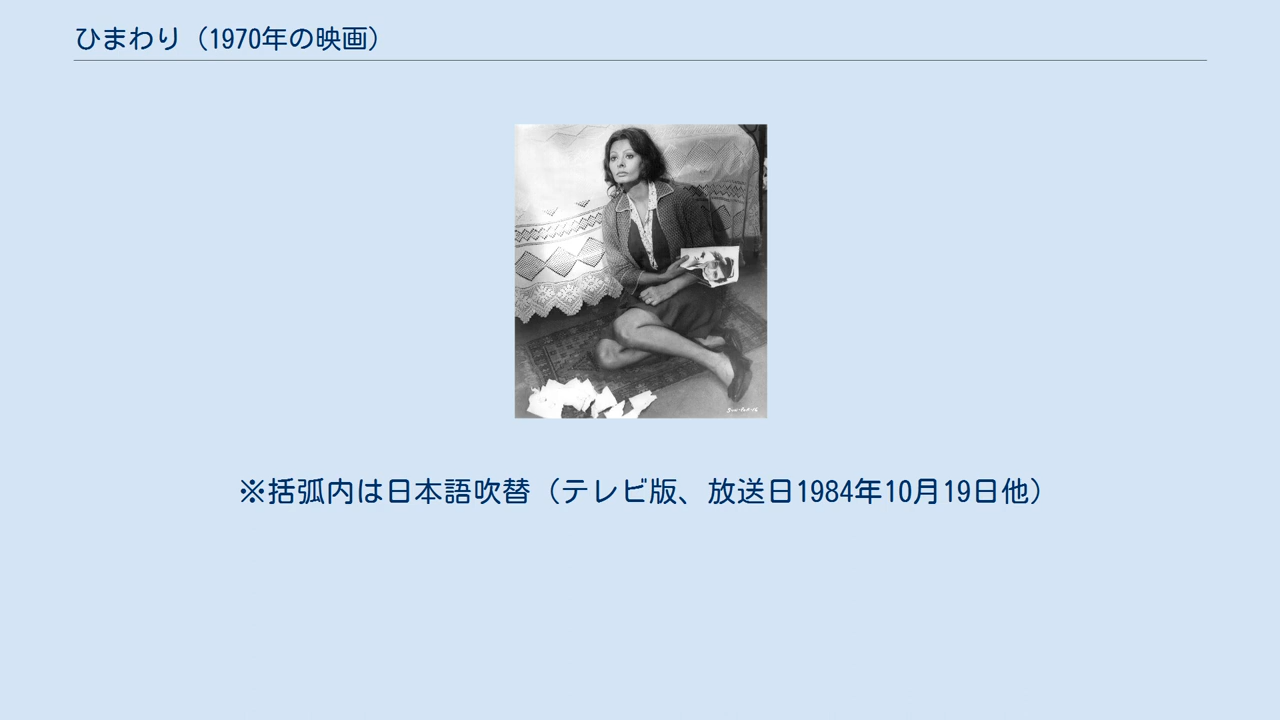 ひまわり（1970年の映画）
※括弧内は日本語吹替（テレビ版、放送日1984年10月19日他）